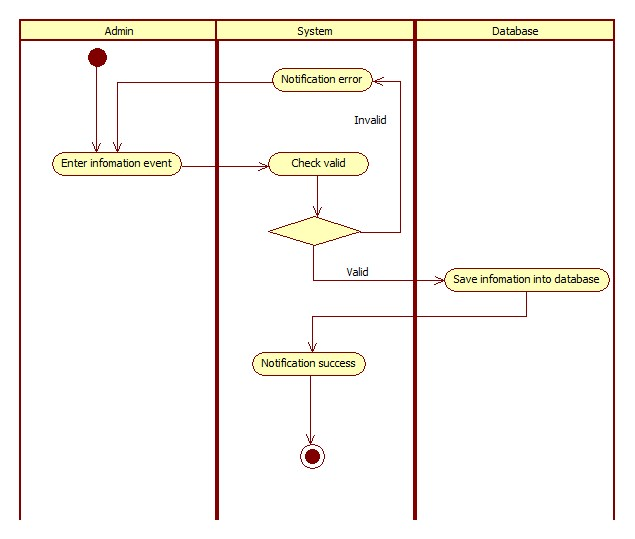 Admin
System
Database
Notification error
Invalid
Enter infomation event
Check valid
Valid
Save infomation into database
Notification success